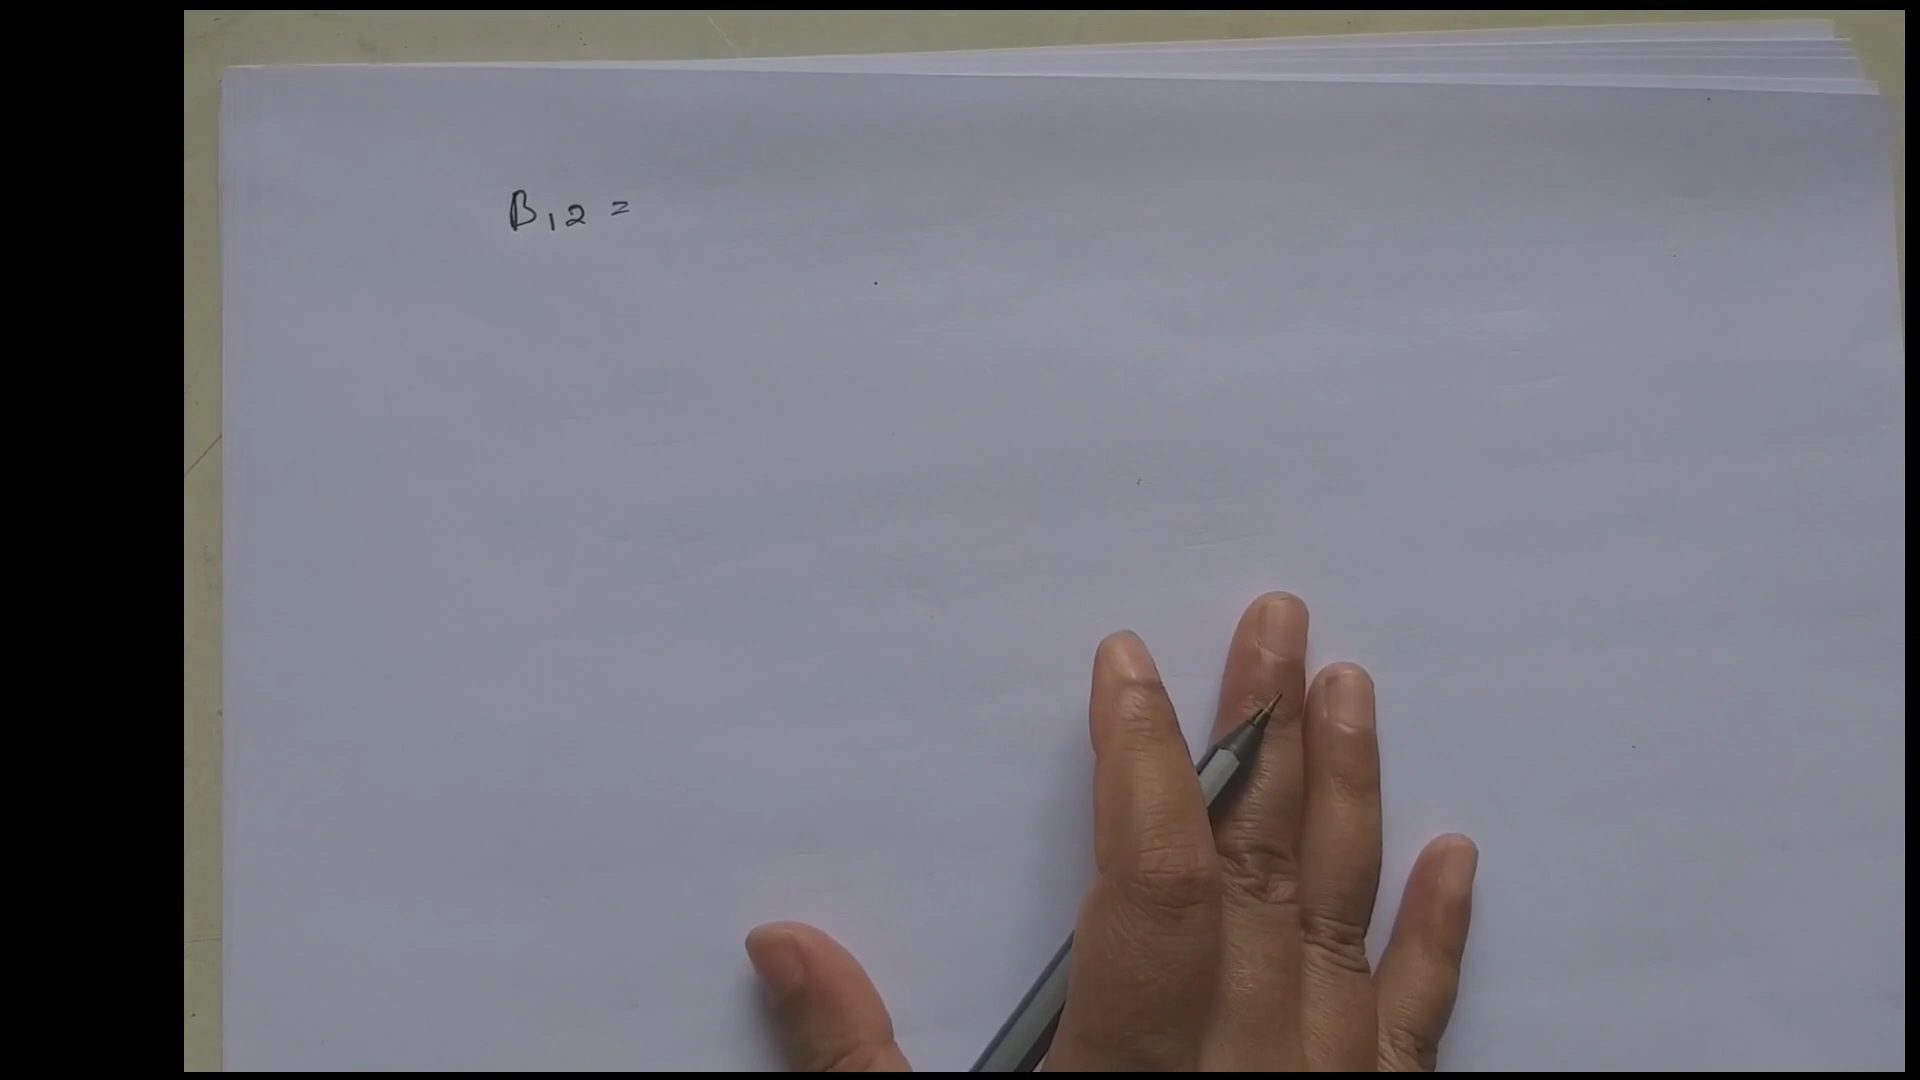 B₁₂ =